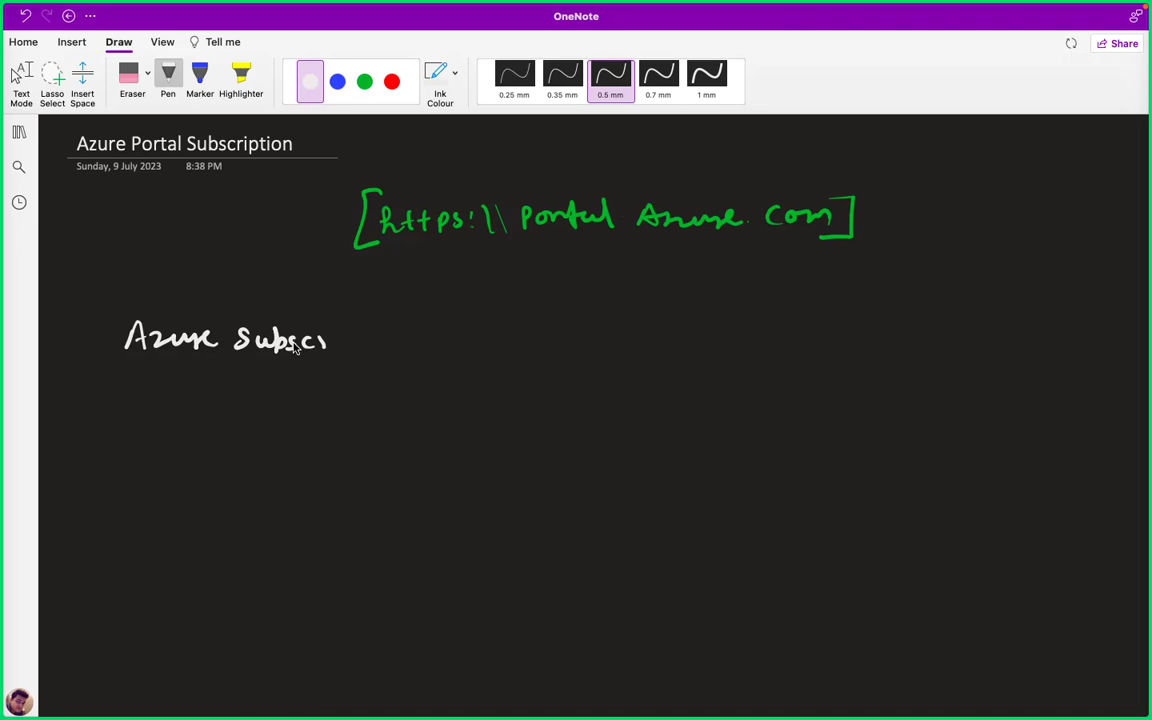 OneNote
Home Insert Draw View Tell me
Share
Text Mode
Lasso Select
Insert Space
Eraser
Pen
Marker
Highlighter
Ink Colour
0.25 mm
0.35 mm
0.5 mm
0.7 mm
1 mm
Azure Portal Subscription
Sunday, 9 July 2023 8:38 PM
[https:\\ Portal. Azure. Com]
Azure Subscr